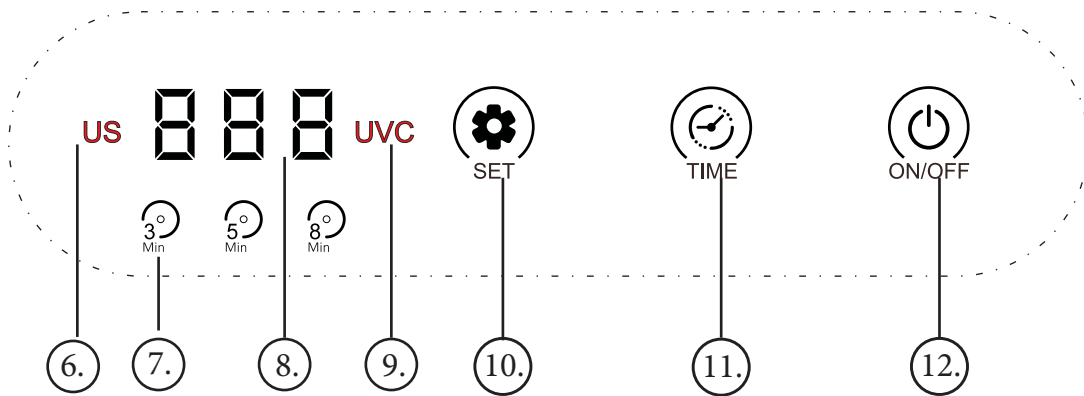 US 888 UVC
SET
TIME
ON/OFF
3 Min
5 Min
8 Min
6.
7.
8.
9.
10.
11.
12.